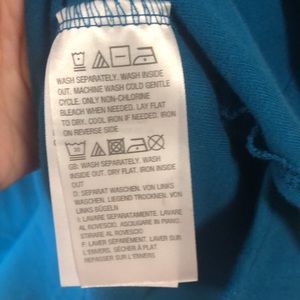 WASH SEPARATELY. WASH INSIDE
OUT. MACHINE WASH COLD GENTLE
CYCLE. ONLY NON-CHLORINE
BLEACH WHEN NEEDED. LAY FLAT
TO DRY. COOL IRON IF NEEDED. IRON
ON REVERSE SIDE
30
GB: WASH SEPARATELY. WASH
INSIDE OUT. DRY FLAT. IRON INSIDE
OUT
D: SEPARAT WASCHEN. VON LINKS
WASCHEN. LIEGEND TROCKNEN. VON
LINKS BÜGELN
I: LAVARE SEPARATAMENTE. LAVARE
AL ROVESCIO. ASCIUGARE IN PIANO.
STIRARE AL ROVESCIO
F: LAVER SÉPARÉMENT. LAVER SUR
L'ENVERS. SÉCHER À PLAT.
REPASSER SUR L'ENVERS